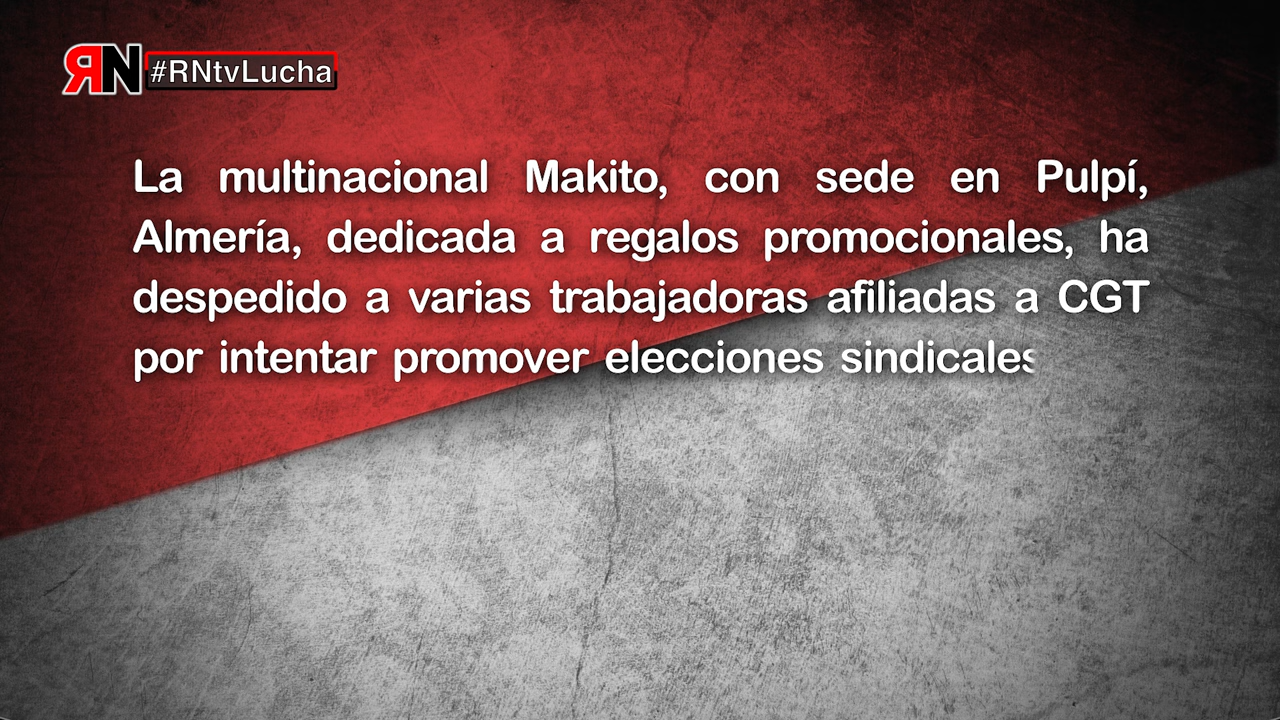 RN #RNtvLucha
La multinacional Makito, con sede en Pulpí,
Almería, dedicada a regalos promocionales, ha
despedido a varias trabajadoras afiliadas a CGT
por intentar promover elecciones sindicales